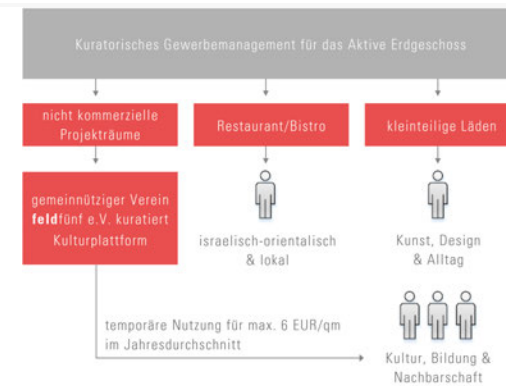 Kuratorisches Gewerbemanagement für das Aktive Erdgeschoss
nicht kommerzielle
Projekträume
Restaurant/Bistro
kleinteilige Läden
gemeinnütziger Verein
feldfünf e.V. kuratiert
Kulturplattform
israelisch-orientalisch
& lokal
Kunst, Design
& Alltag
temporäre Nutzung für max. 6 EUR/qm
im Jahresdurchschnitt
Kultur, Bildung &
Nachbarschaft